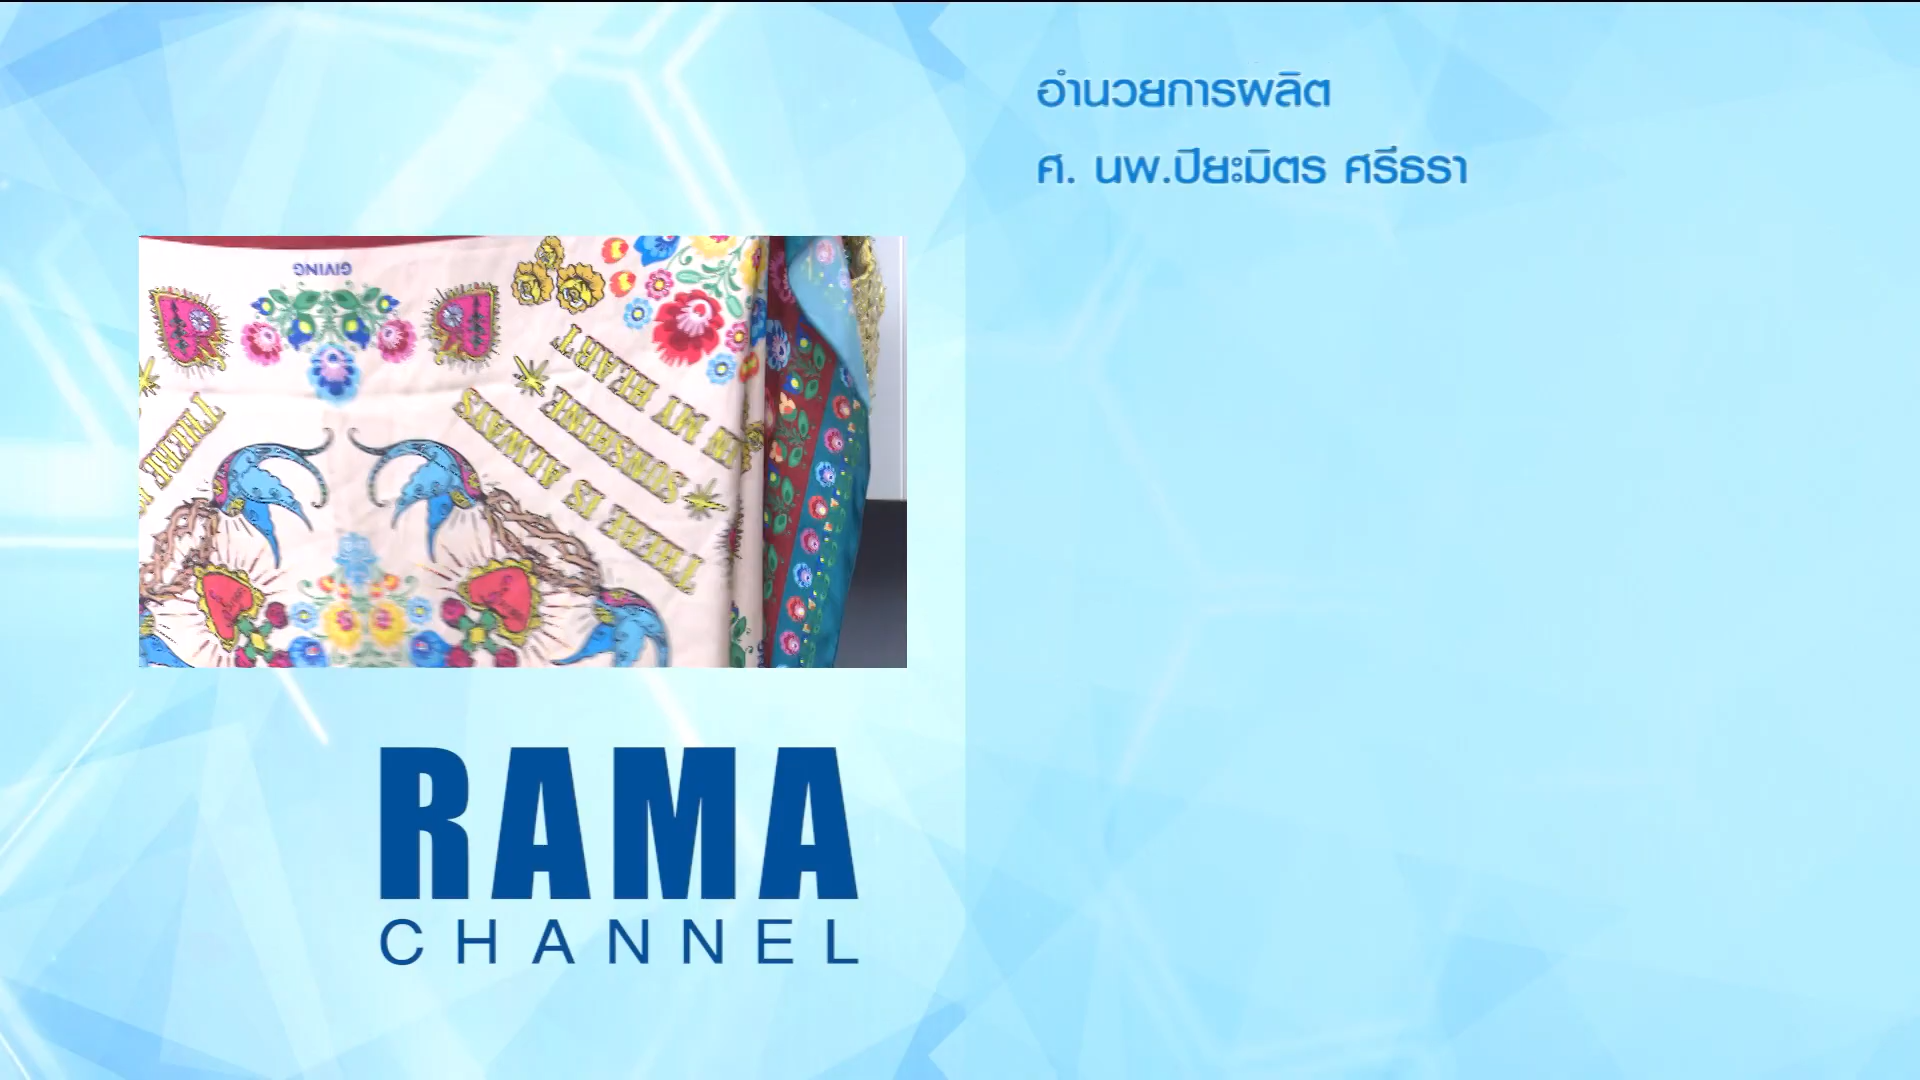 อำนวยการผลิต
ศ. นพ.ปิยะมิตร ศรีธรา
GIVING
IN MY HEART
SUNSHINE
THERE IS ALWAYS
THERE
RAMA
CHANNEL